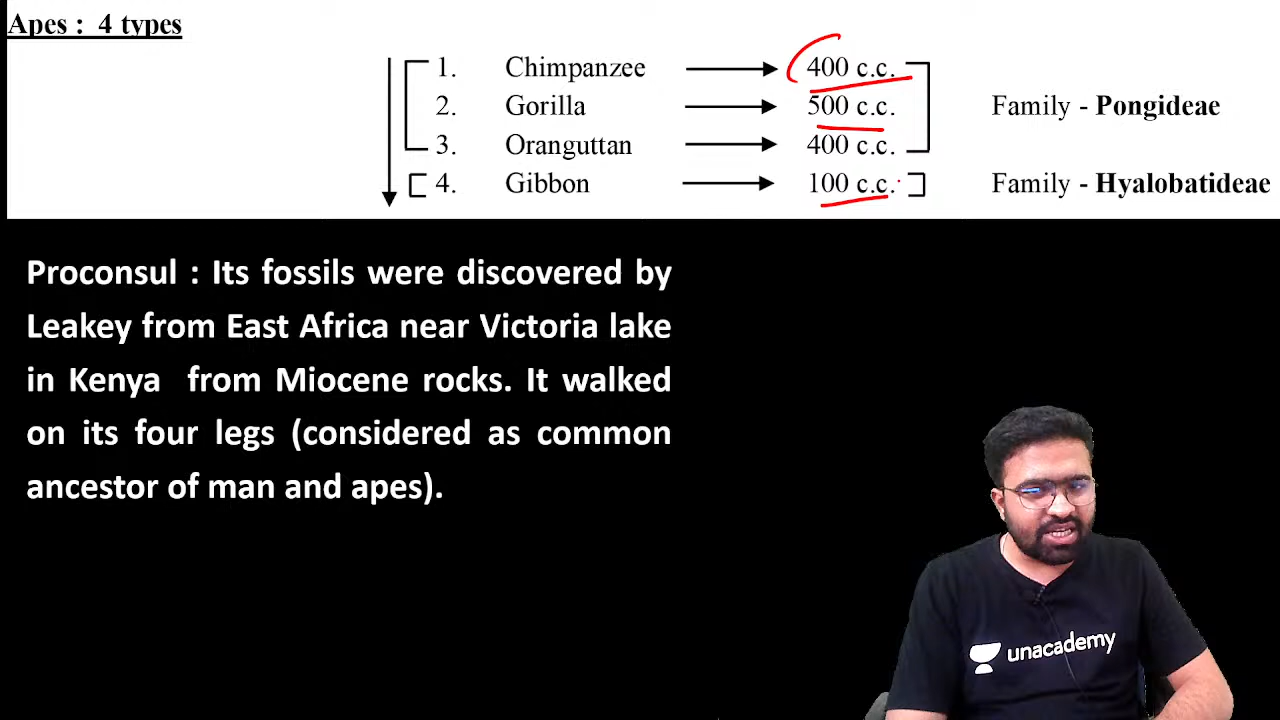 Apes : 4 types
1. Chimpanzee 400 c.c.
2. Gorilla 500 c.c. Family - Pongideae
3. Oranguttan 400 c.c.
4. Gibbon 100 c.c. Family - Hyalobatideae
Proconsul : Its fossils were discovered by
Leakey from East Africa near Victoria lake
in Kenya from Miocene rocks. It walked
on its four legs (considered as common
ancestor of man and apes).
unacademy